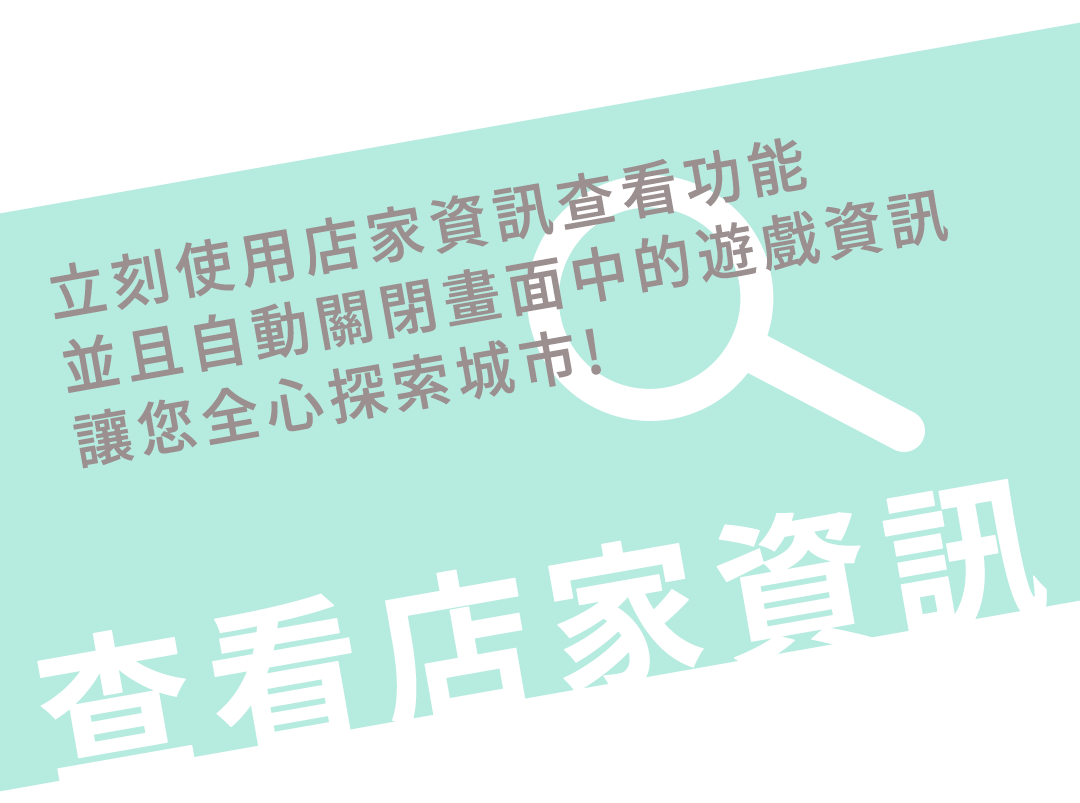 立刻使用店家資訊查看功能
並且自動關閉畫面中的遊戲資訊
讓您全心探索城市!
查看店家資訊